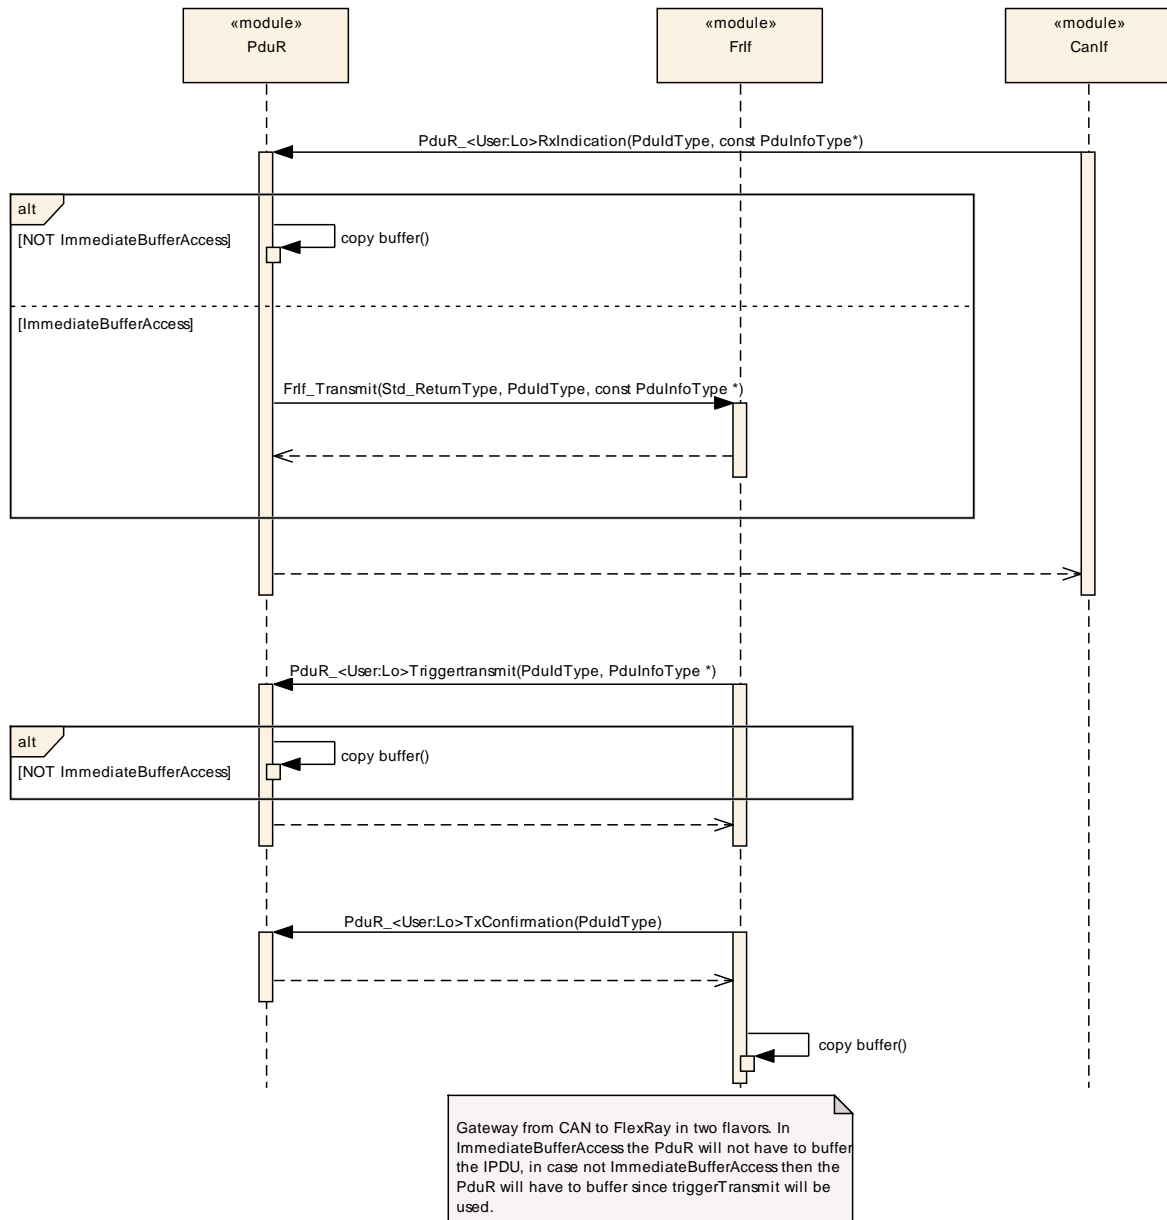 «module»
PduR
«module»
FrIf
«module»
CanIf
PduR_<User:Lo>RxIndication(PduIdType, const PduInfoType*)
alt
[NOT ImmediateBufferAccess]
copy buffer()
[ImmediateBufferAccess]
FrIf_Transmit(Std_ReturnType, PduIdType, const PduInfoType *)
PduR_<User:Lo>Triggertransmit(PduIdType, PduInfoType *)
alt
copy buffer()
[NOT ImmediateBufferAccess]
PduR_<User:Lo>TxConfirmation(PduIdType)
copy buffer()
Gateway from CAN to FlexRay in two flavors. In
ImmediateBufferAccess the PduR will not have to buffer
the IPDU, in case not ImmediateBufferAccess then the
PduR will have to buffer since triggerTransmit will be
used.